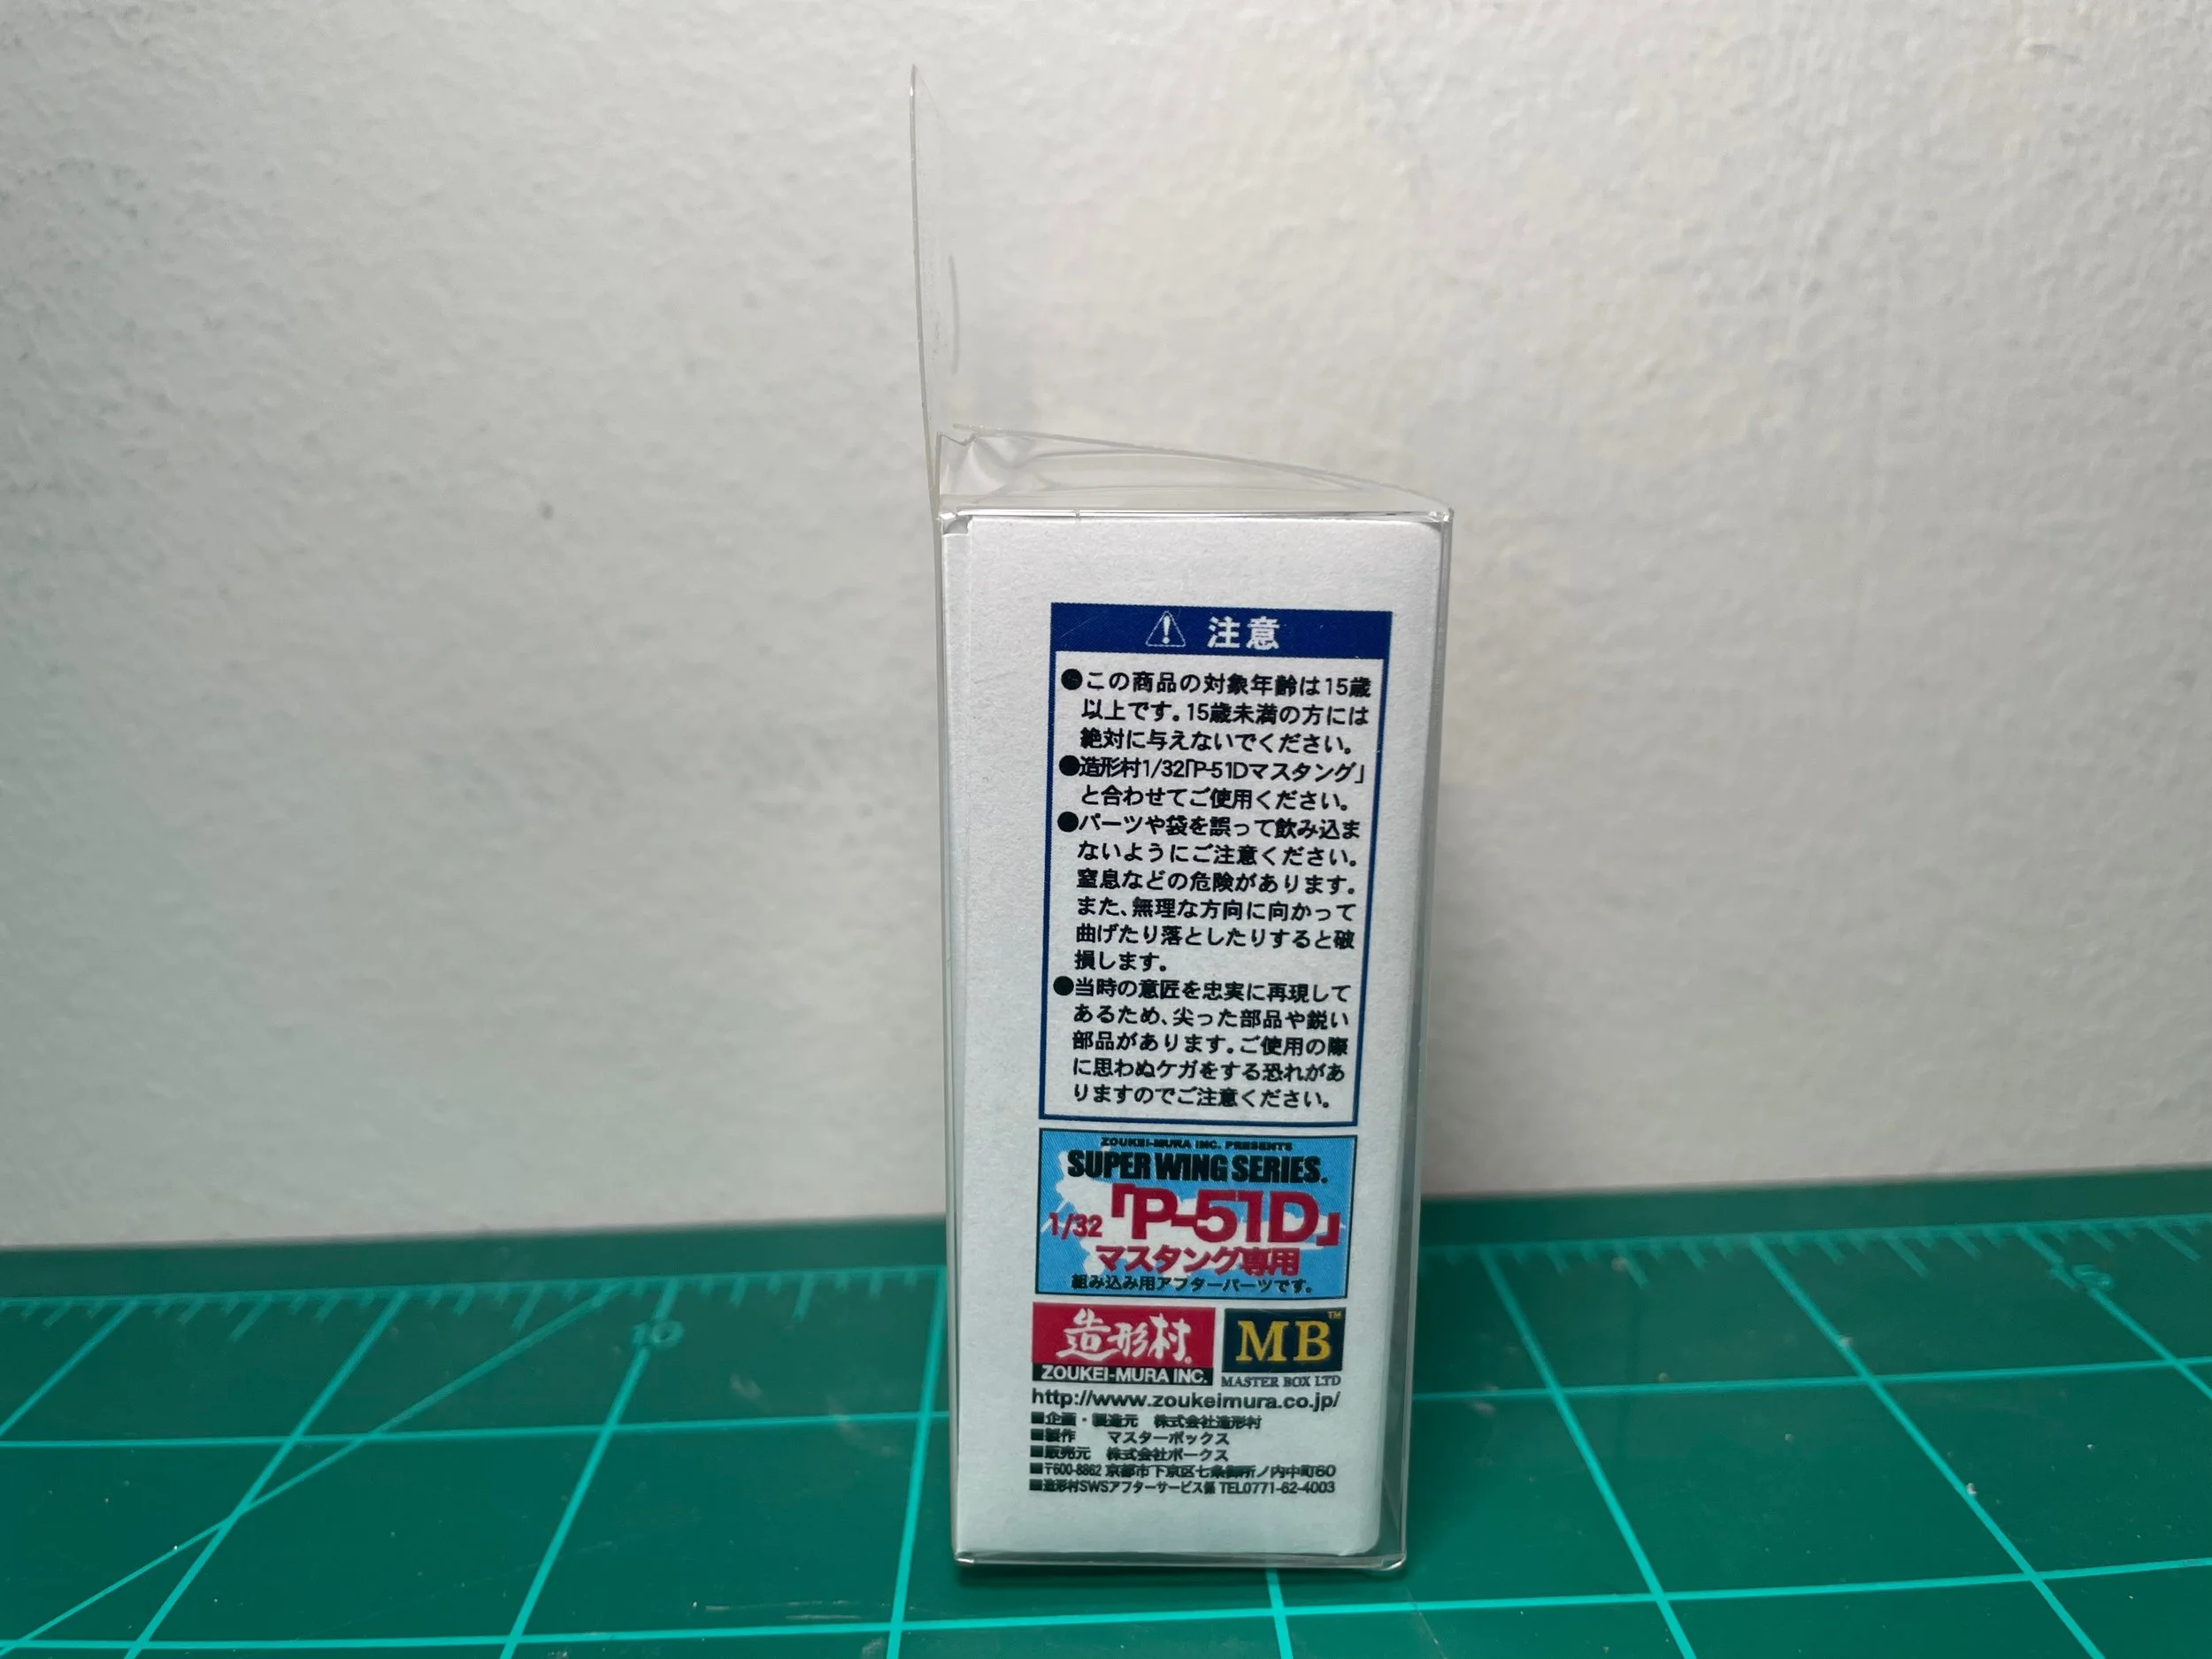 注意
●この商品の対象年齢は15歳
以上です。15歳未満の方には
絶対に与えないでください。
●造形村1/32「P-51Dマスタング」
と合わせてご使用ください。
●パーツや袋を誤って飲み込ま
ないようにご注意ください。
窒息などの危険があります。
また、無理な方向に向かって
曲げたり落としたりすると破
損します。
●当時の意匠を忠実に再現して
あるため、尖った部品や鋭い
部品があります。ご使用の際
に思わぬケガをする恐れがあ
りますのでご注意ください。
ZOUKEI-MURA INC. PRESENTS
SUPER WING SERIES.
1/32「P-51D」
マスタング専用
組み込み用アフターパーツです。
造形村
ZOUKEI-MURA INC.
MB™
MASTER BOX LTD
http://www.zoukeimura.co.jp/
■企画・製造元 株式会社造形村
■製作 マスターボックス
■販売元 株式会社ボークス
■〒600-8862 京都市下京区七条御所ノ内中町60
■造形村SWSアフターサービス係 TEL0771-62-4003
10
15